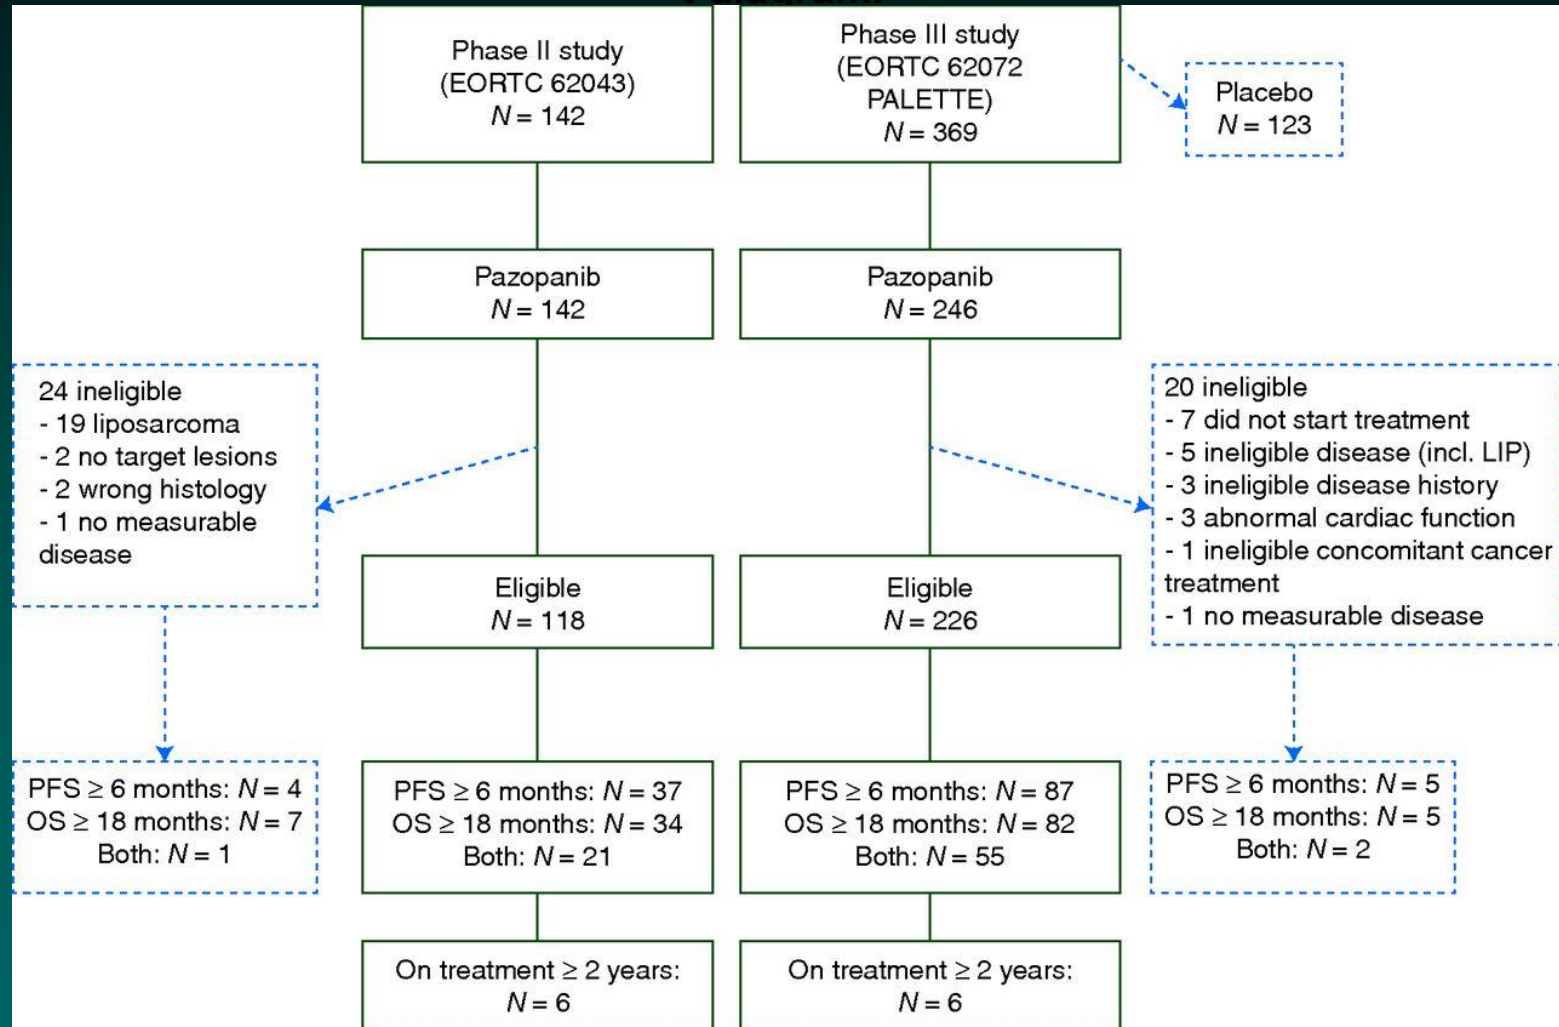 Phase II study
(EORTC 62043)
N = 142
Phase III study
(EORTC 62072
PALETTE)
N = 369
Placebo
N = 123
Pazopanib
N = 142
Pazopanib
N = 246
24 ineligible
- 19 liposarcoma
- 2 no target lesions
- 2 wrong histology
- 1 no measurable
disease
20 ineligible
- 7 did not start treatment
- 5 ineligible disease (incl. LIP)
- 3 ineligible disease history
- 3 abnormal cardiac function
- 1 ineligible concomitant cancer
treatment
- 1 no measurable disease
Eligible
N = 118
Eligible
N = 226
PFS ≥ 6 months: N = 4
OS ≥ 18 months: N = 7
Both: N = 1
PFS ≥ 6 months: N = 37
OS ≥ 18 months: N = 34
Both: N = 21
PFS ≥ 6 months: N = 87
OS ≥ 18 months: N = 82
Both: N = 55
PFS ≥ 6 months: N = 5
OS ≥ 18 months: N = 5
Both: N = 2
On treatment ≥ 2 years:
N = 6
On treatment ≥ 2 years:
N = 6